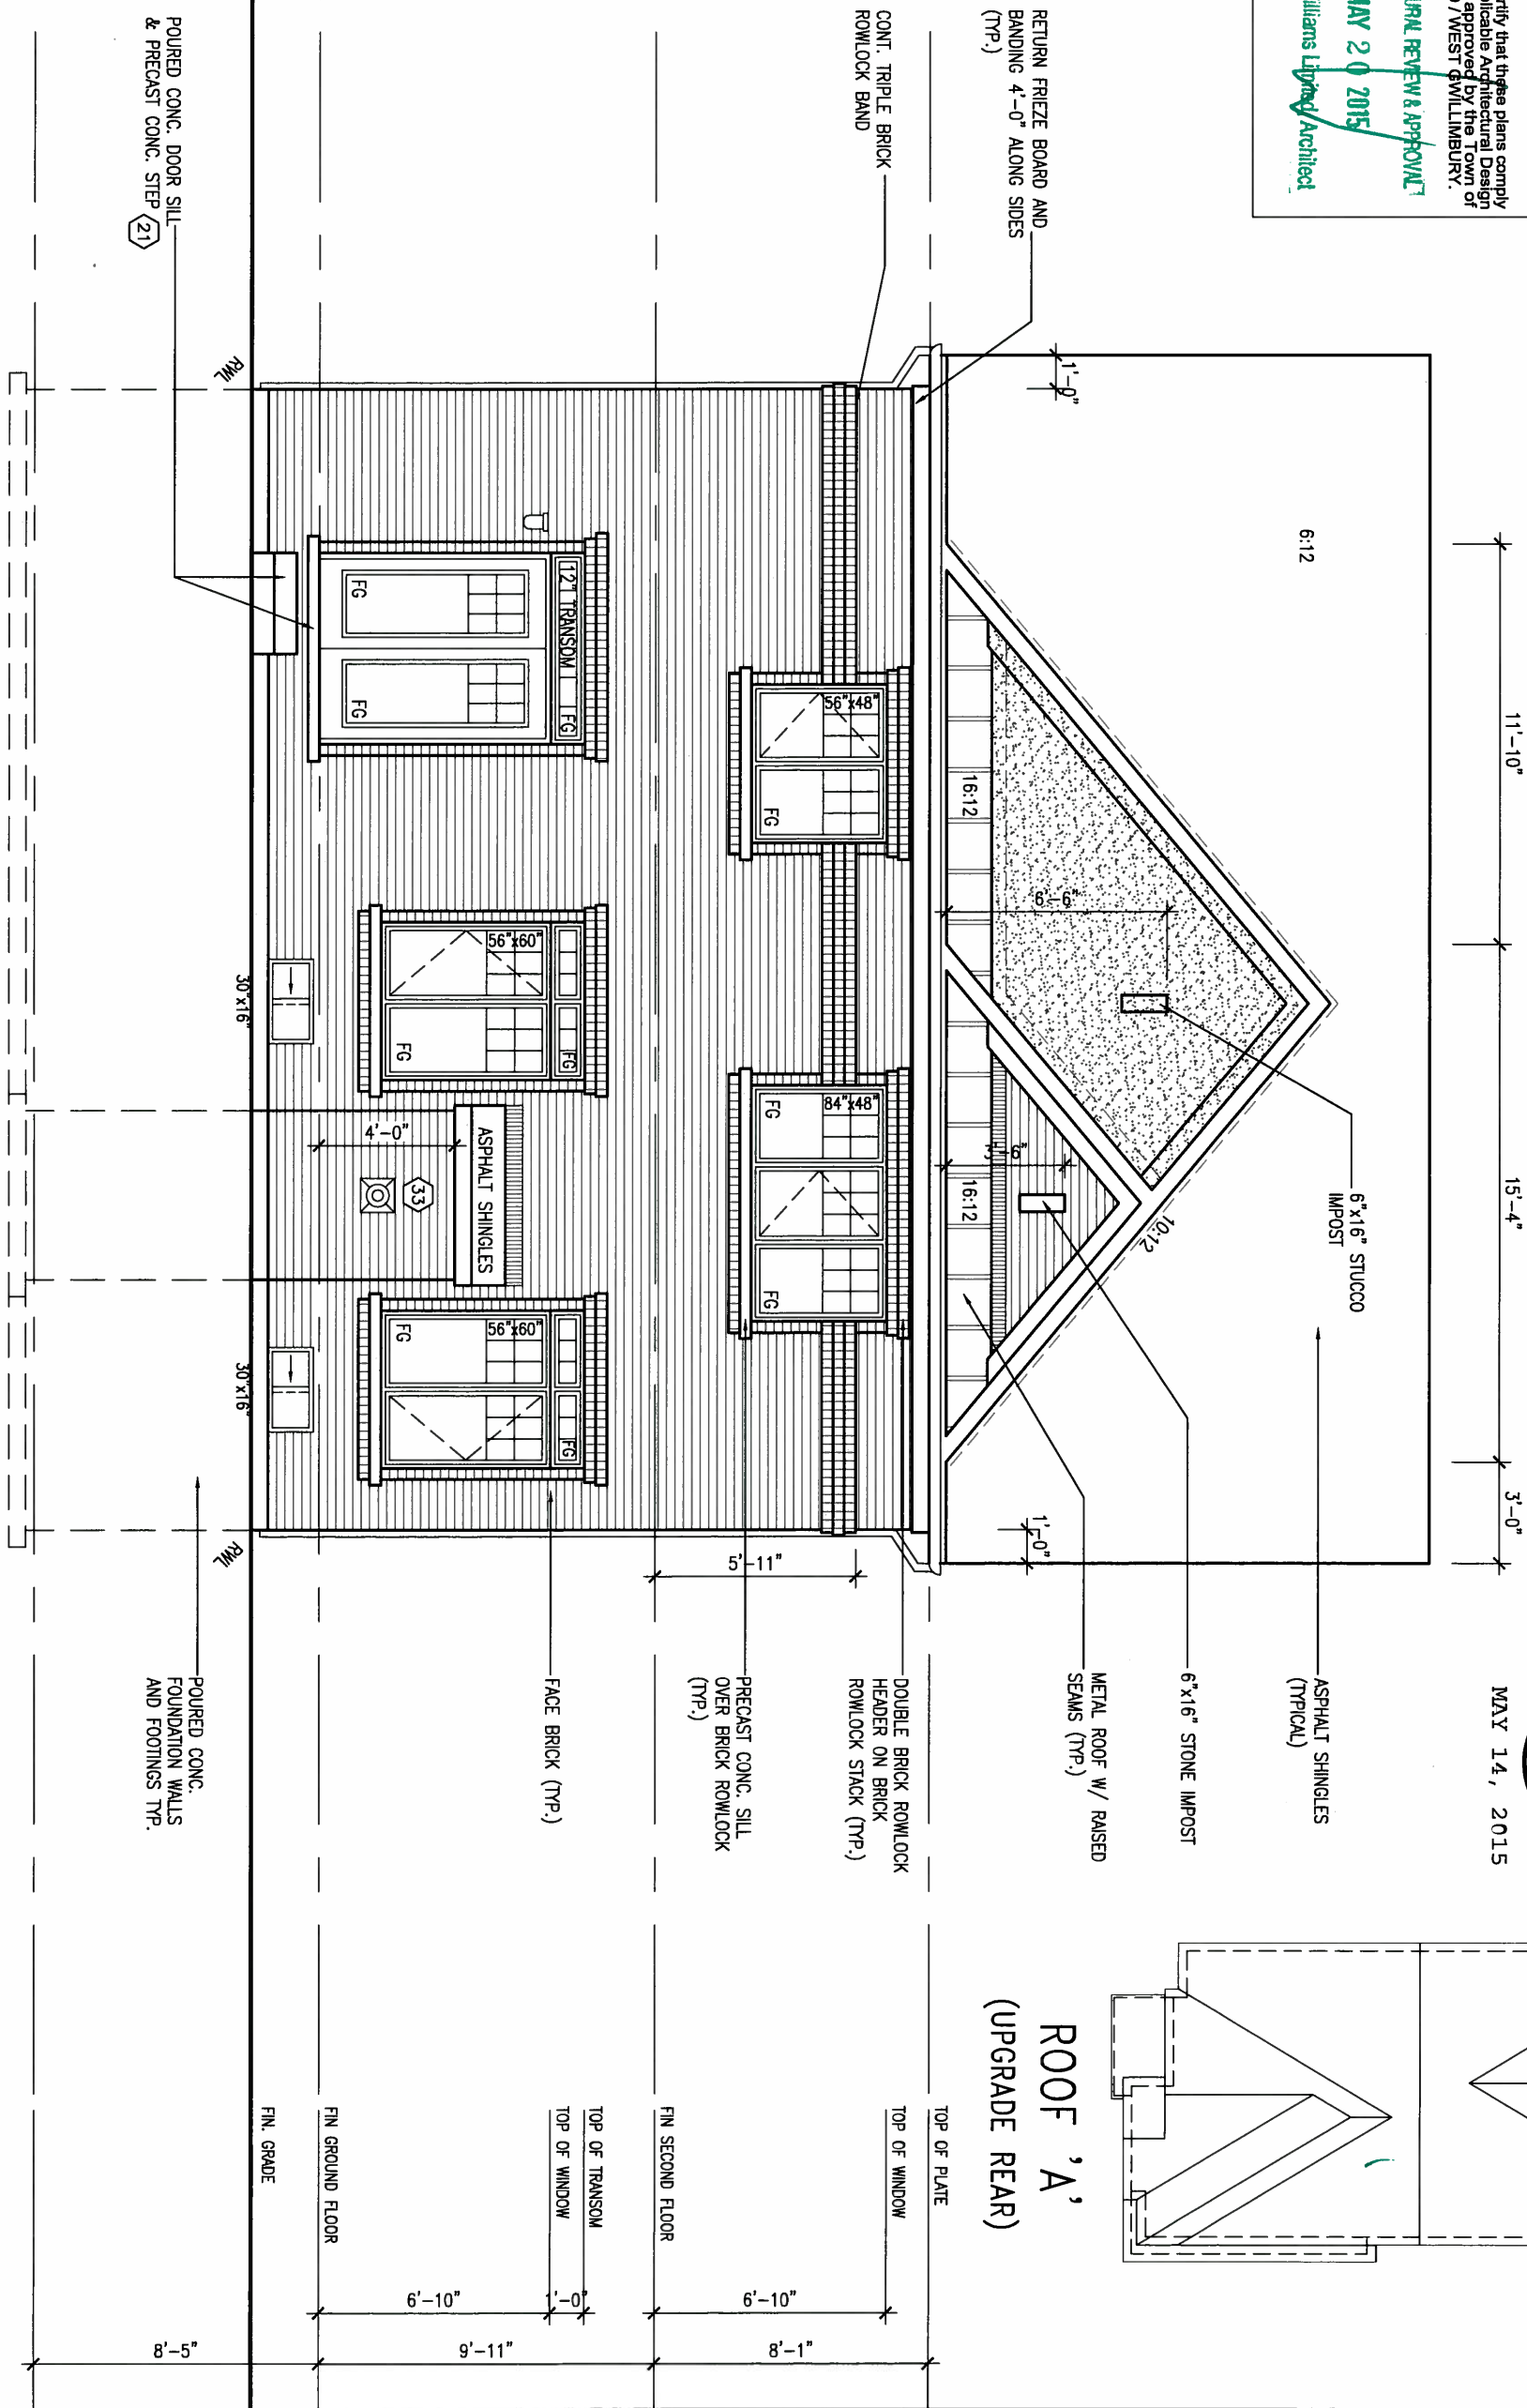 rtify that these plans comply
plicable Architectural Design
approved by the Town of
/ WEST GWILLIMBURY.
URAL REVIEW & APPROVAL
MAY 20 2015
illiams Limited, Architect
MAY 14, 2015
11'-10"
15'-4"
3'-0"
6:12
1'-0"
1'-0"
RETURN FRIEZE BOARD AND
BANDING 4'-0" ALONG SIDES
(TYP.)
CONT. TRIPLE BRICK
ROWLOCK BAND
POURED CONC. DOOR SILL
& PRECAST CONC. STEP
21
6'-6"
3'-6"
16:12
16:12
10:12
6"x16" STUCCO
IMPOST
ASPHALT SHINGLES
(TYPICAL)
6"x16" STONE IMPOST
METAL ROOF W/ RAISED
SEAMS (TYP.)
DOUBLE BRICK ROWLOCK
HEADER ON BRICK
ROWLOCK STACK (TYP.)
PRECAST CONC. SILL
OVER BRICK ROWLOCK
(TYP.)
FACE BRICK (TYP.)
POURED CONC.
FOUNDATION WALLS
AND FOOTINGS TYP.
56"x48"
FG
84"x48"
FG
FG
5'-11"
12" TRANSOM
FG
FG
FG
56"x60"
FG
FG
ASPHALT SHINGLES
4'-0"
33
56"x60"
FG
FG
30"x16"
30"x16"
RWL
RWL
ROOF 'A'
(UPGRADE REAR)
TOP OF PLATE
TOP OF WINDOW
FIN SECOND FLOOR
TOP OF TRANSOM
TOP OF WINDOW
FIN GROUND FLOOR
FIN. GRADE
6'-10"
1'-0"
6'-10"
8'-1"
9'-11"
8'-5"